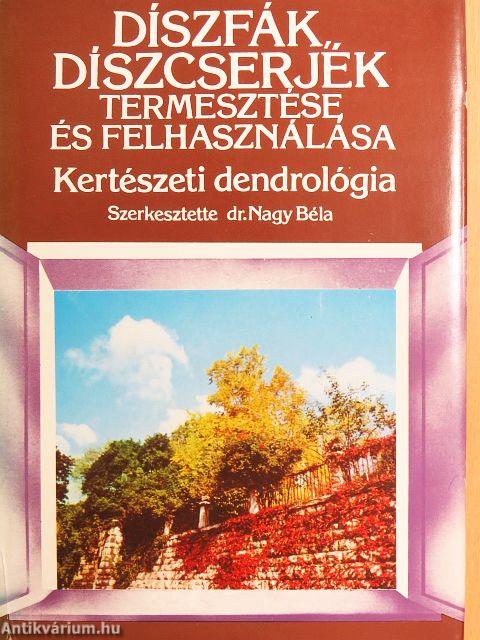 DÍSZFÁK,
DÍSZCSERJÉK
TERMESZTÉSE
ÉS FELHASZNÁLÁSA
Kertészeti dendrológia
Szerkesztette dr. Nagy Béla
Antikvárium.hu